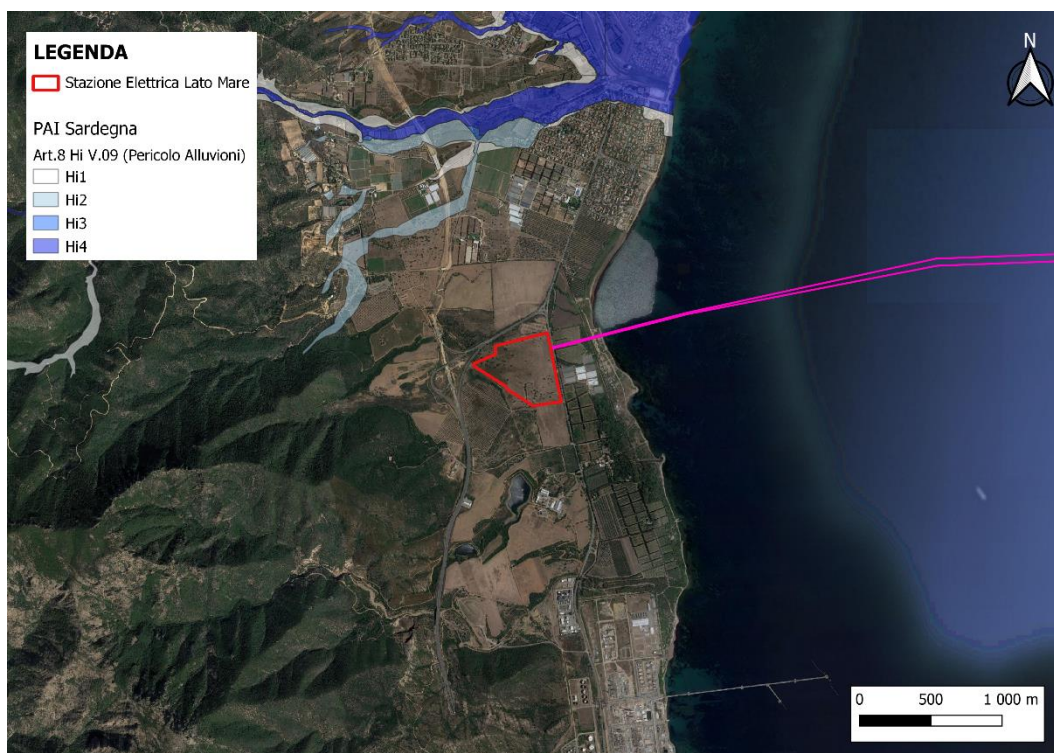 LEGENDA
Stazione Elettrica Lato Mare
PAI Sardegna
Art.8 Hi V.09 (Pericolo Alluvioni)
Hi1
Hi2
Hi3
Hi4
N
0 500 1 000 m